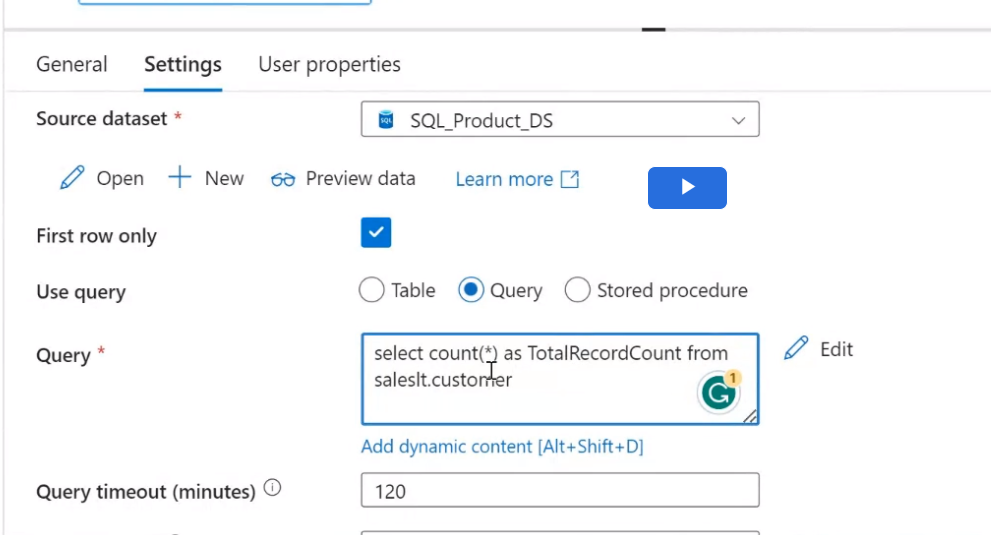 General Settings User properties
Source dataset * SQL SQL_Product_DS
Open New Preview data Learn more
First row only
Use query Table Query Stored procedure
Query * select count(*) as TotalRecordCount from
saleslt.customer
Edit
1
Add dynamic content [Alt+Shift+D]
Query timeout (minutes) 120